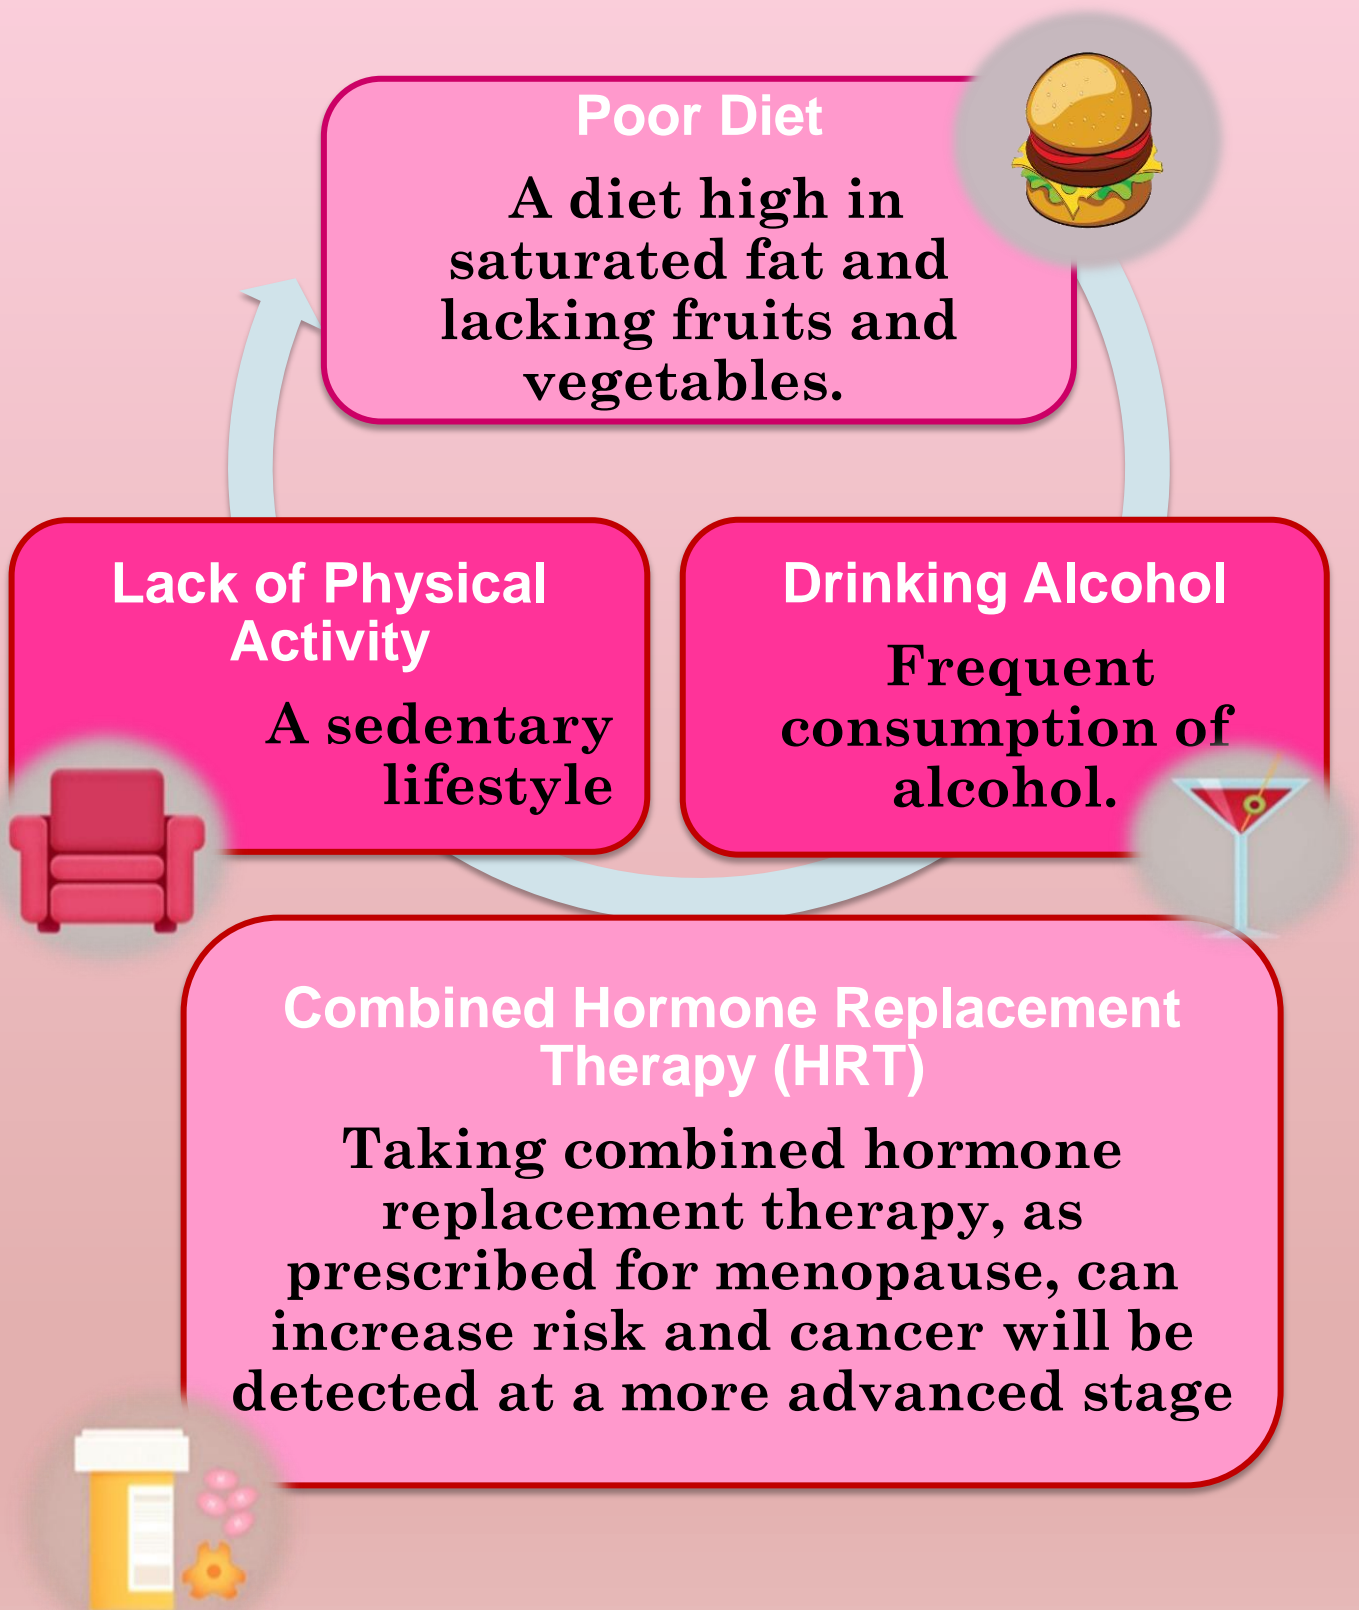 Poor Diet
A diet high in
saturated fat and
lacking fruits and
vegetables.
Lack of Physical
Activity
A sedentary
lifestyle
Drinking Alcohol
Frequent
consumption of
alcohol.
Combined Hormone Replacement
Therapy (HRT)
Taking combined hormone
replacement therapy, as
prescribed for menopause, can
increase risk and cancer will be
detected at a more advanced stage